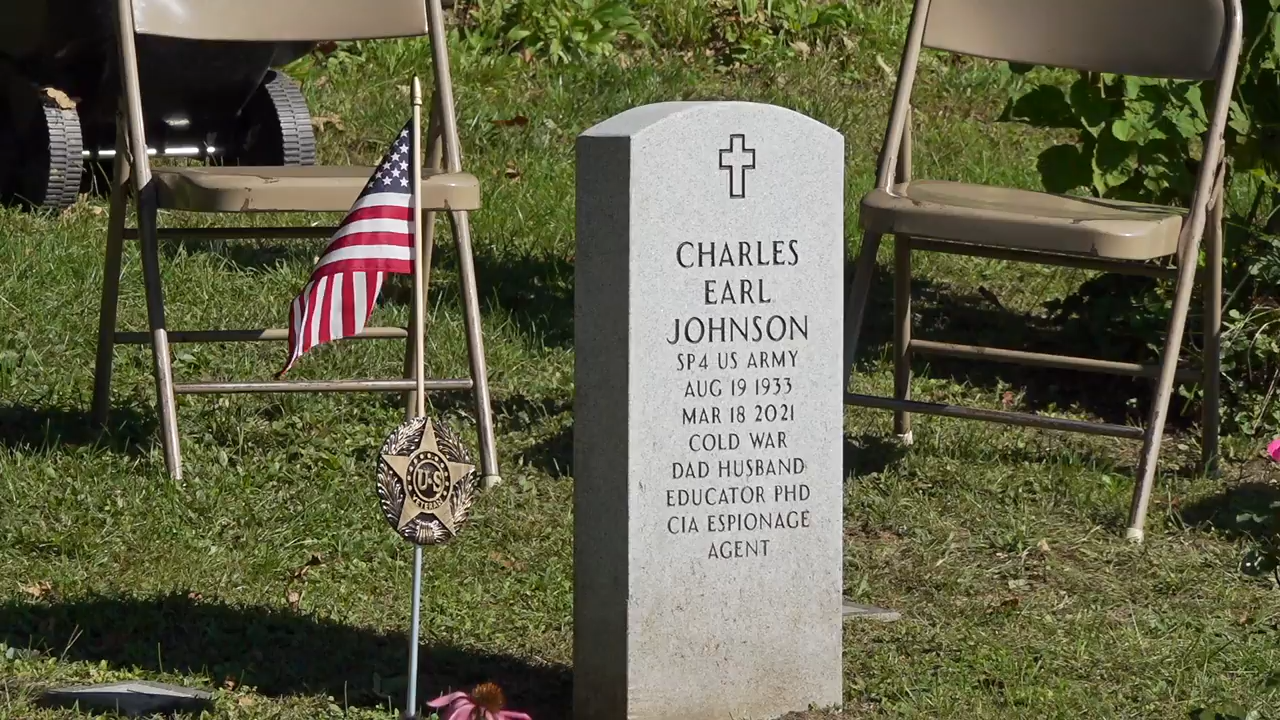 CHARLES
EARL
JOHNSON
SP4 US ARMY
AUG 19 1933
MAR 18 2021
COLD WAR
DAD HUSBAND
EDUCATOR PHD
CIA ESPIONAGE
AGENT
U-S